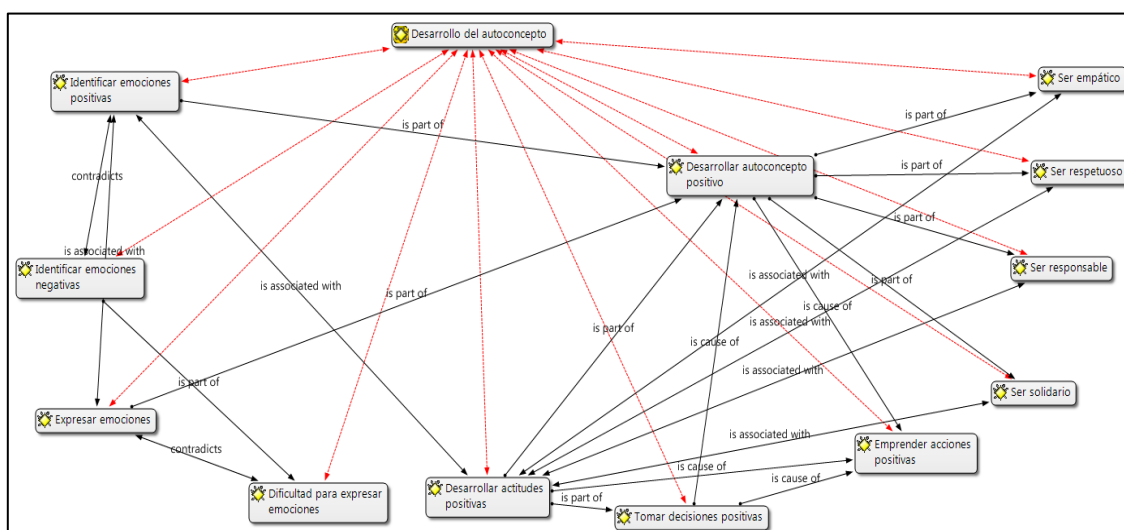 Desarrollo del autoconcepto
Identificar emociones
positivas
Ser empático
is part of
is part of
Desarrollar autoconcepto
positivo
is part of
Ser respetuoso
contradicts
is part of
is associated with
Identificar emociones
negativas
is associated with
is part of
Ser responsable
is associated with
is part of
is cause of
is associated with
is part of
is cause of
is associated with
is part of
Ser solidario
Expresar emociones
is associated with
contradicts
Emprender acciones
positivas
is cause of
is cause of
Dificultad para expresar
emociones
Desarrollar actitudes
positivas
is part of
Tomar decisiones positivas